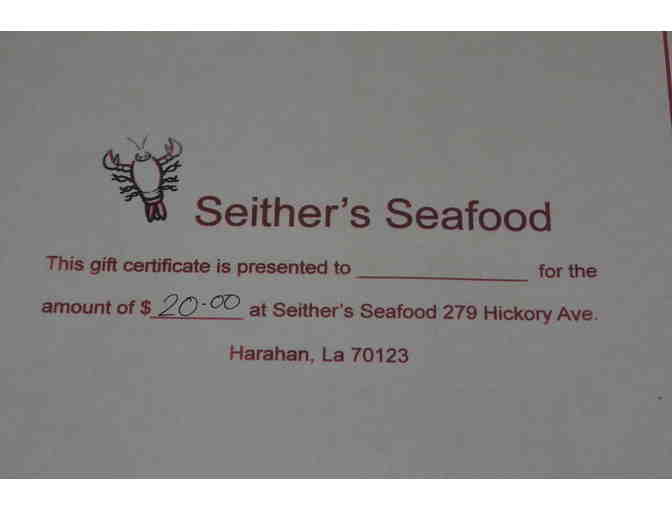 Seither's Seafood
This gift certificate is presented to ____________ for the
amount of $ 20.00 at Seither's Seafood 279 Hickory Ave.
Harahan, La 70123